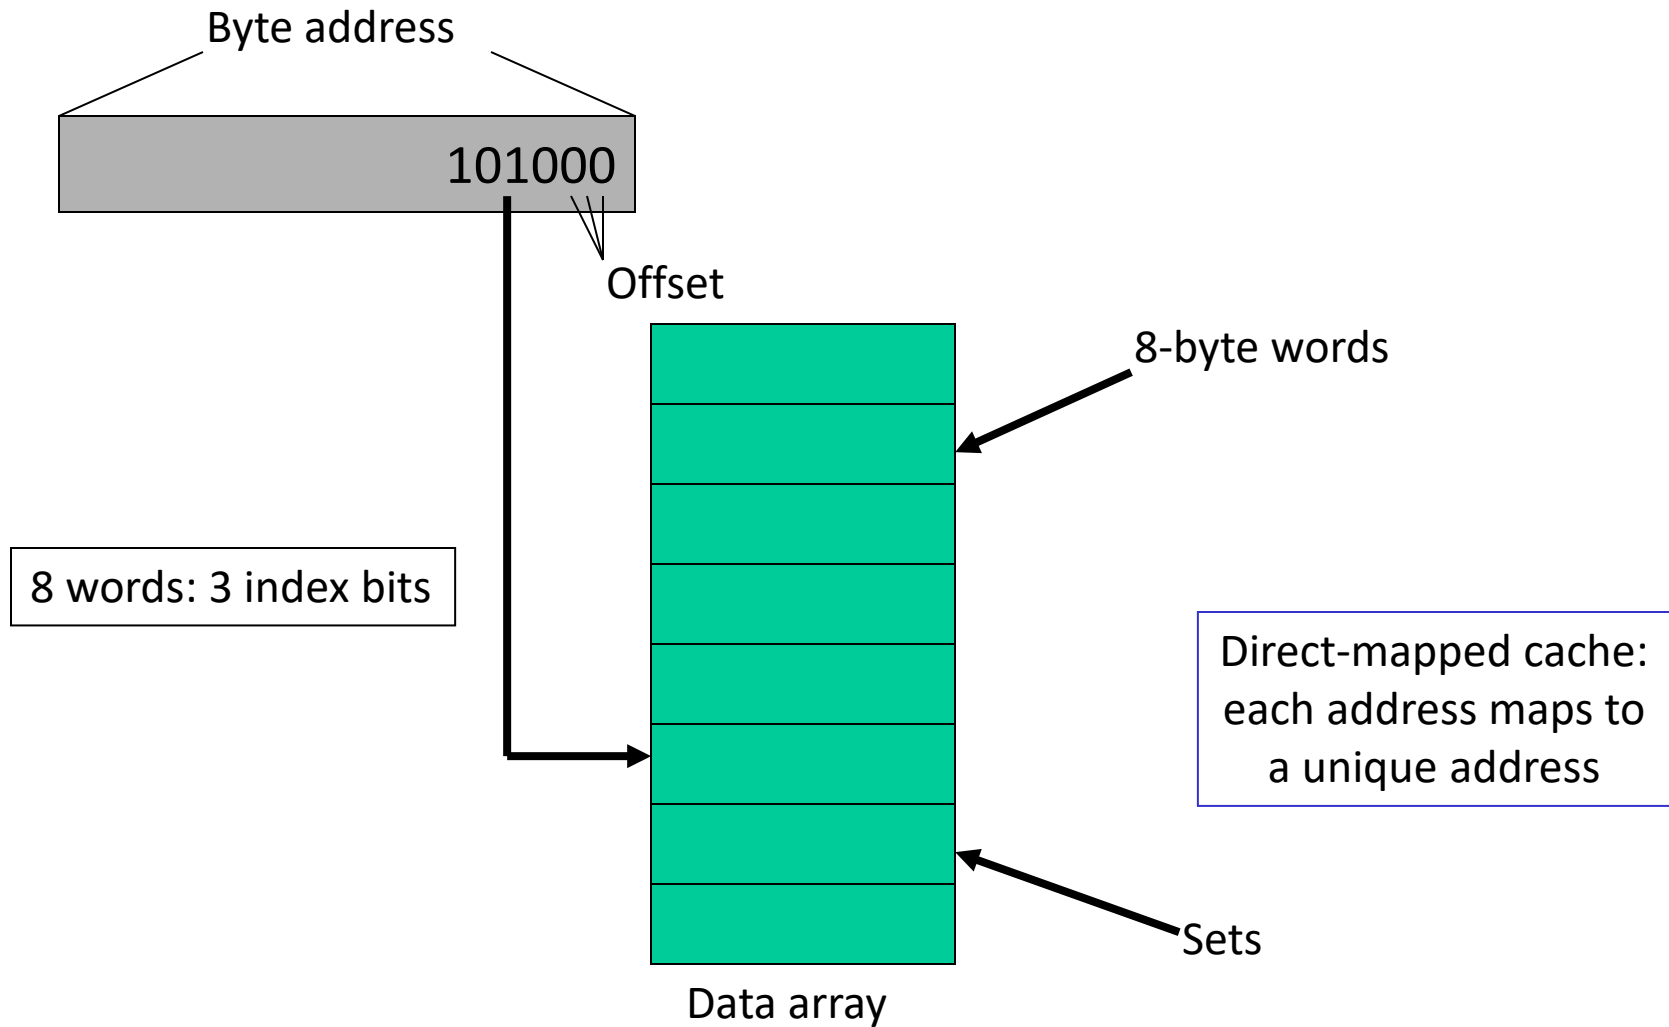 Byte address
101000
Offset
8-byte words
8 words: 3 index bits
Direct-mapped cache:
each address maps to
a unique address
Sets
Data array